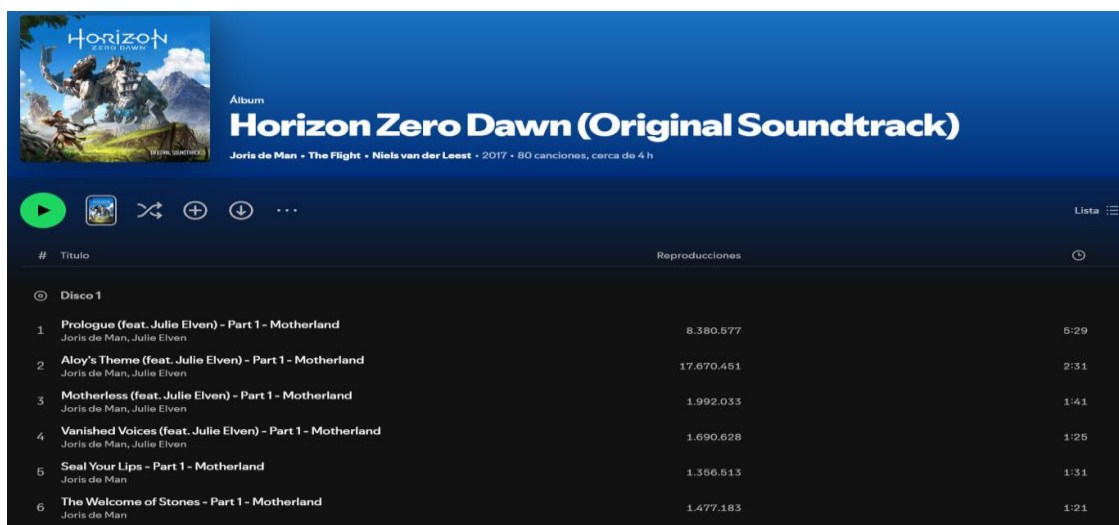 HORIZON
ZERO DAWN
ORIGINAL SOUNDTRACK
Álbum
Horizon Zero Dawn (Original Soundtrack)
Joris de Man • The Flight • Niels van der Leest • 2017 • 80 canciones, cerca de 4 h
Lista
# Título Reproducciones
Disco 1
1 Prologue (feat. Julie Elven) - Part 1 - Motherland 8.380.577 5:29
Joris de Man, Julie Elven
2 Aloy's Theme (feat. Julie Elven) - Part 1 - Motherland 17.670.451 2:31
Joris de Man, Julie Elven
3 Motherless (feat. Julie Elven) - Part 1 - Motherland 1.992.033 1:41
Joris de Man, Julie Elven
4 Vanished Voices (feat. Julie Elven) - Part 1 - Motherland 1.690.628 1:25
Joris de Man, Julie Elven
5 Seal Your Lips - Part 1 - Motherland 1.356.513 1:31
Joris de Man
6 The Welcome of Stones - Part 1 - Motherland 1.477.183 1:21
Joris de Man